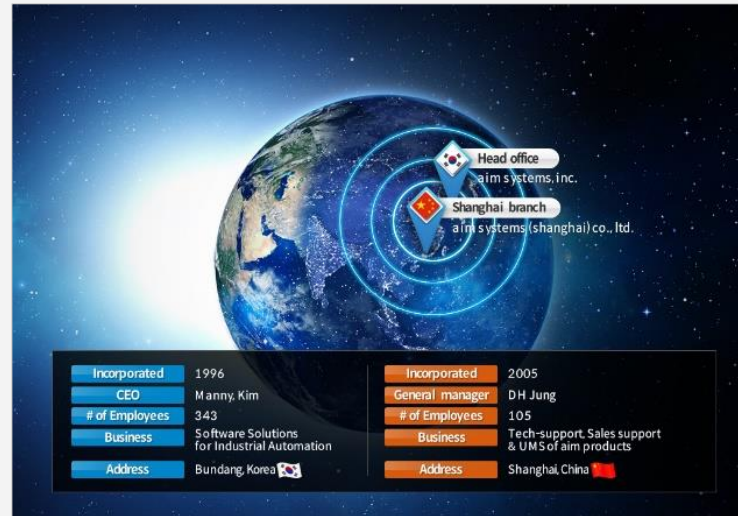 Head office
aim systems, inc.
Shanghai branch
aim systems (shanghai) co., ltd.
Incorporated 1996
CEO Manny, Kim
# of Employees 343
Business Software Solutions
for Industrial Automation
Address Bundang, Korea
Incorporated 2005
General manager DH Jung
# of Employees 105
Business Tech-support, Sales support
& UMS of aim products
Address Shanghai, China